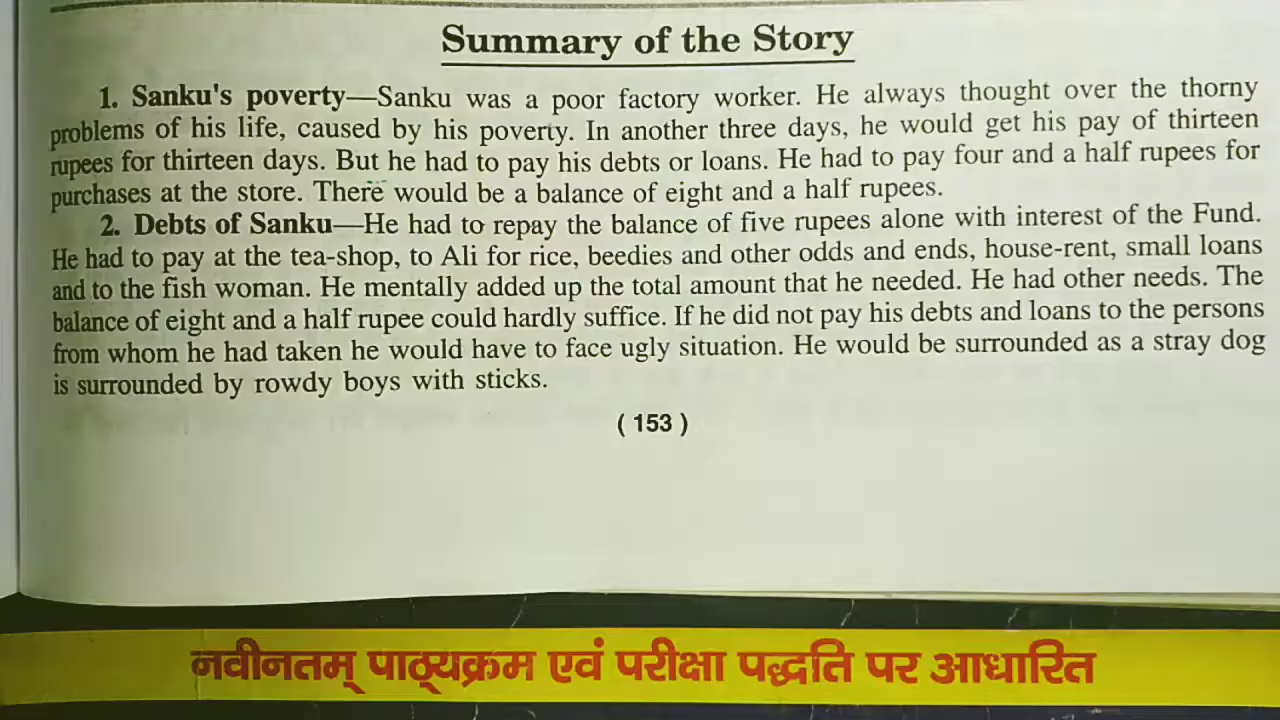 Summary of the Story
1. Sanku's poverty—Sanku was a poor factory worker. He always thought over the thorny
problems of his life, caused by his poverty. In another three days, he would get his pay of thirteen
rupees for thirteen days. But he had to pay his debts or loans. He had to pay four and a half rupees for
purchases at the store. There would be a balance of eight and a half rupees.
2. Debts of Sanku—He had to repay the balance of five rupees alone with interest of the Fund.
He had to pay at the tea-shop, to Ali for rice, beedies and other odds and ends, house-rent, small loans
and to the fish woman. He mentally added up the total amount that he needed. He had other needs. The
balance of eight and a half rupee could hardly suffice. If he did not pay his debts and loans to the persons
from whom he had taken he would have to face ugly situation. He would be surrounded as a stray dog
is surrounded by rowdy boys with sticks.
( 153 )
नवीनतम् पाठ्यक्रम एवं परीक्षा पद्धति पर आधारित